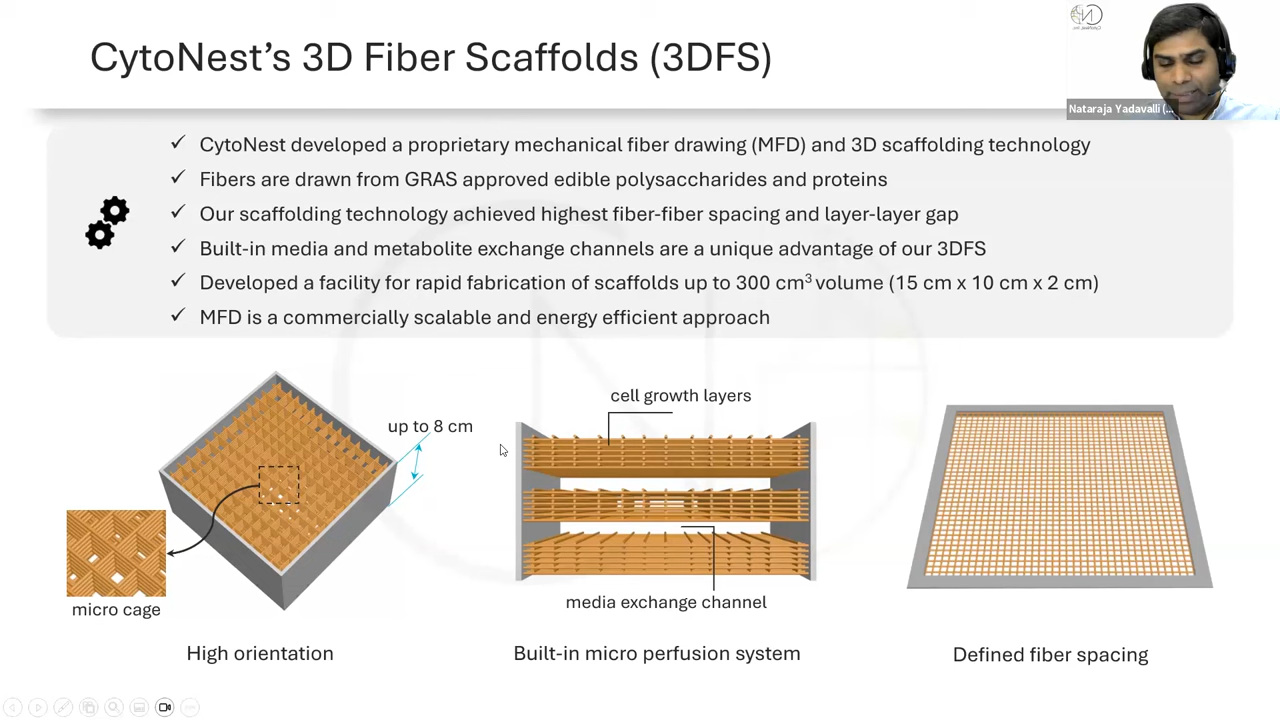 CytoNest’s 3D Fiber Scaffolds (3DFS)
Nataraja Yadavalli (...
✓ CytoNest developed a proprietary mechanical fiber drawing (MFD) and 3D scaffolding technology
✓ Fibers are drawn from GRAS approved edible polysaccharides and proteins
✓ Our scaffolding technology achieved highest fiber-fiber spacing and layer-layer gap
✓ Built-in media and metabolite exchange channels are a unique advantage of our 3DFS
✓ Developed a facility for rapid fabrication of scaffolds up to 300 cm³ volume (15 cm x 10 cm x 2 cm)
✓ MFD is a commercially scalable and energy efficient approach
up to 8 cm
micro cage
High orientation
cell growth layers
media exchange channel
Built-in micro perfusion system
Defined fiber spacing